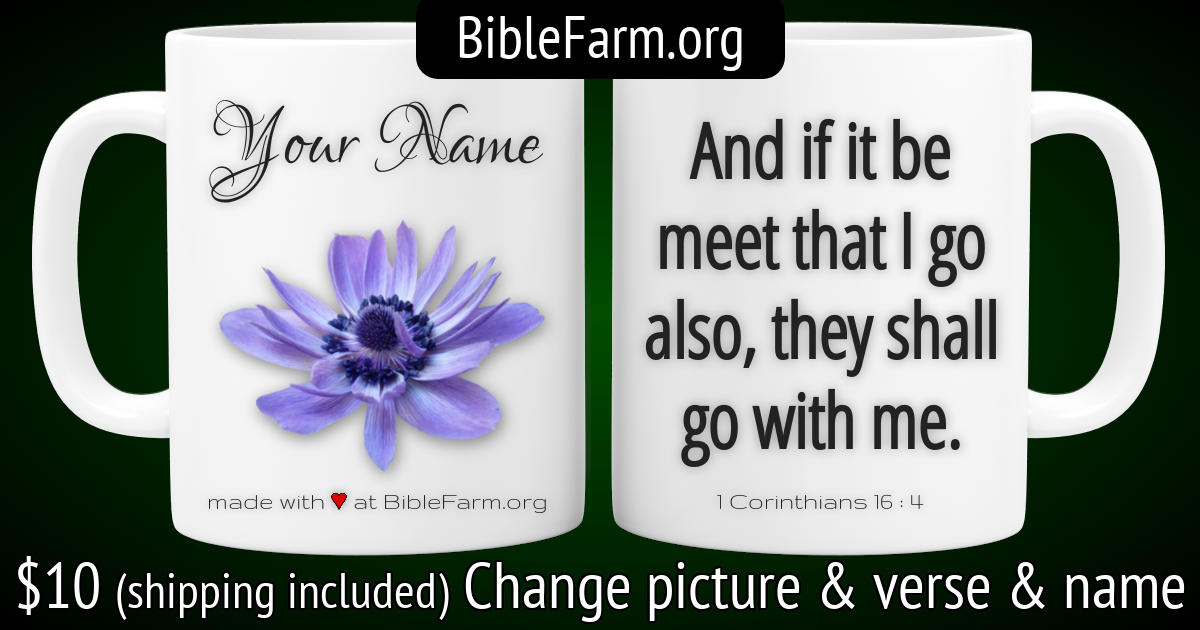 BibleFarm.org
Your Name
made with ♥ at BibleFarm.org
And if it be
meet that I go
also, they shall
go with me.
1 Corinthians 16 : 4
$10 (shipping included) Change picture & verse & name